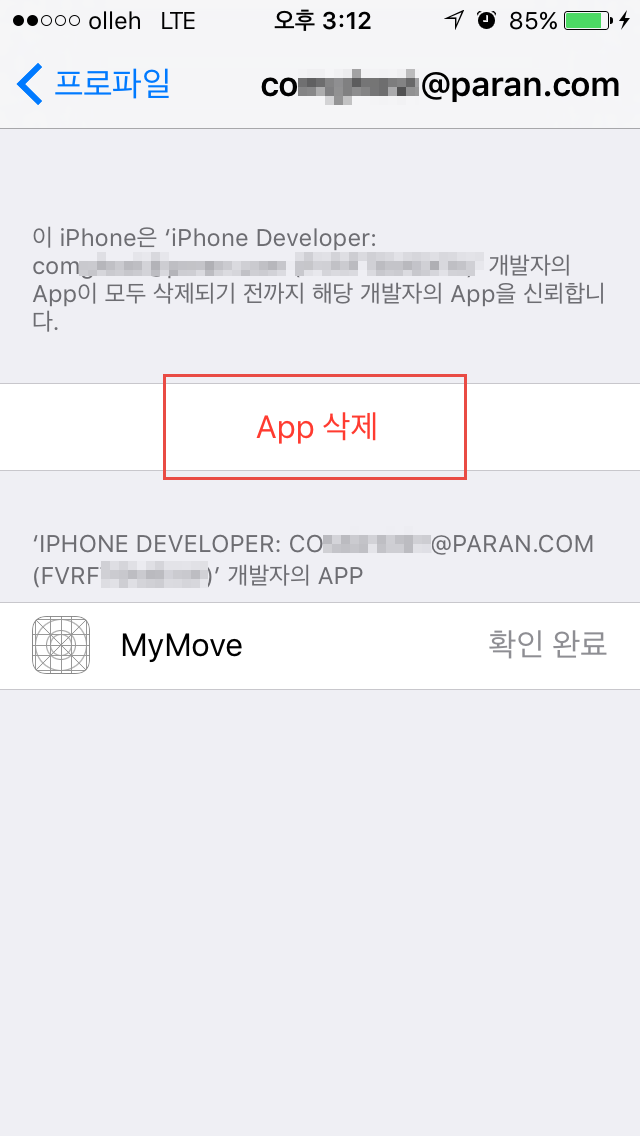 olleh LTE 오후 3:12 85%
프로파일 co @paran.com
이 iPhone은 ‘iPhone Developer:
com 개발자의
App이 모두 삭제되기 전까지 해당 개발자의 App을 신뢰합니
다.
App 삭제
‘IPHONE DEVELOPER: CO @PARAN.COM
(FVRF )’ 개발자의 APP
MyMove 확인 완료